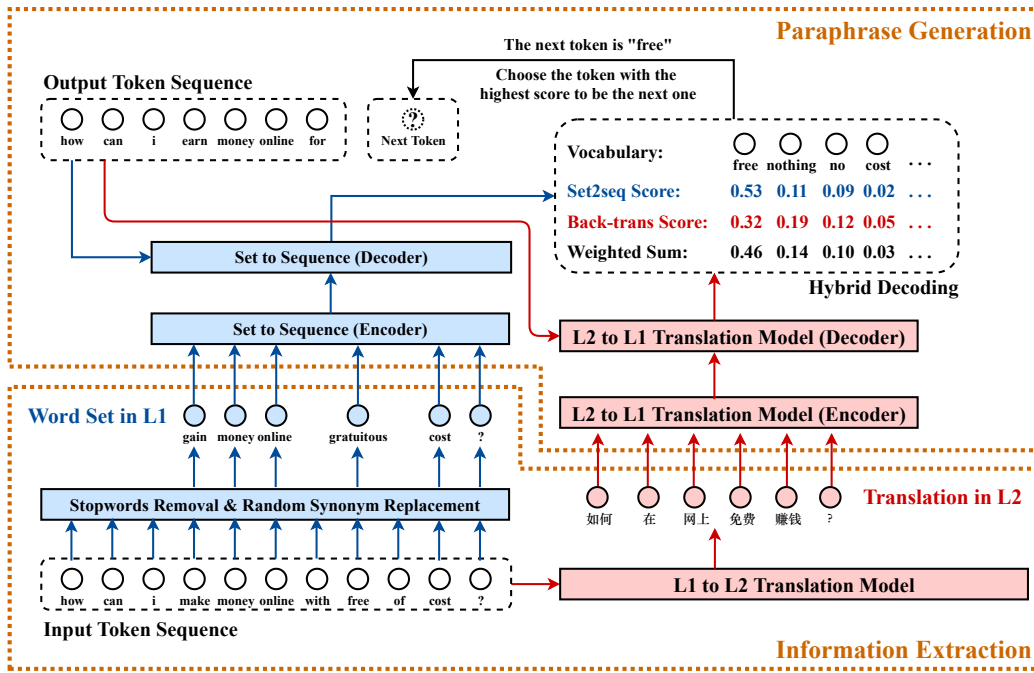 Paraphrase Generation
The next token is "free"
Choose the token with the
highest score to be the next one
Output Token Sequence
how can i earn money online for
?
Next Token
Vocabulary: free nothing no cost ...
Set2seq Score: 0.53 0.11 0.09 0.02 ...
Back-trans Score: 0.32 0.19 0.12 0.05 ...
Weighted Sum: 0.46 0.14 0.10 0.03 ...
Hybrid Decoding
Set to Sequence (Decoder)
Set to Sequence (Encoder)
L2 to L1 Translation Model (Decoder)
L2 to L1 Translation Model (Encoder)
Word Set in L1
gain money online gratuitous cost ?
Stopwords Removal & Random Synonym Replacement
how can i make money online with free of cost ?
Input Token Sequence
Translation in L2
如何 在 网上 免费 赚钱 ?
L1 to L2 Translation Model
Information Extraction